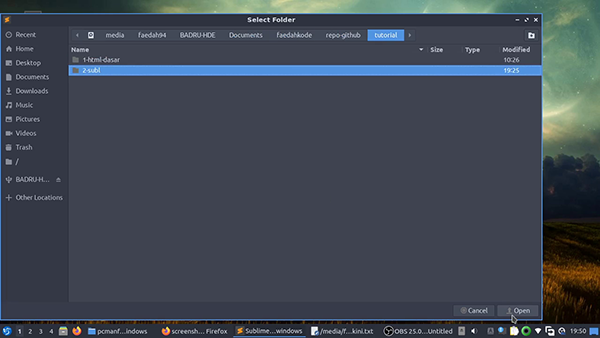 Select Folder
Recent
media faedah94 BADRU-HDE Documents faedahkode repo-github tutorial
Home
Name Size Type Modified
Desktop
1-html-dasar 10:26
2-subl 19:25
Documents
Downloads
Music
Pictures
Videos
Trash
/
BADRU-H...
Other Locations
Cancel Open
1 2 3 4 pcmanf...indows screensh... Firefox Sublime...windows /media/f...kini.txt OBS 25.0....Untitled 19:50